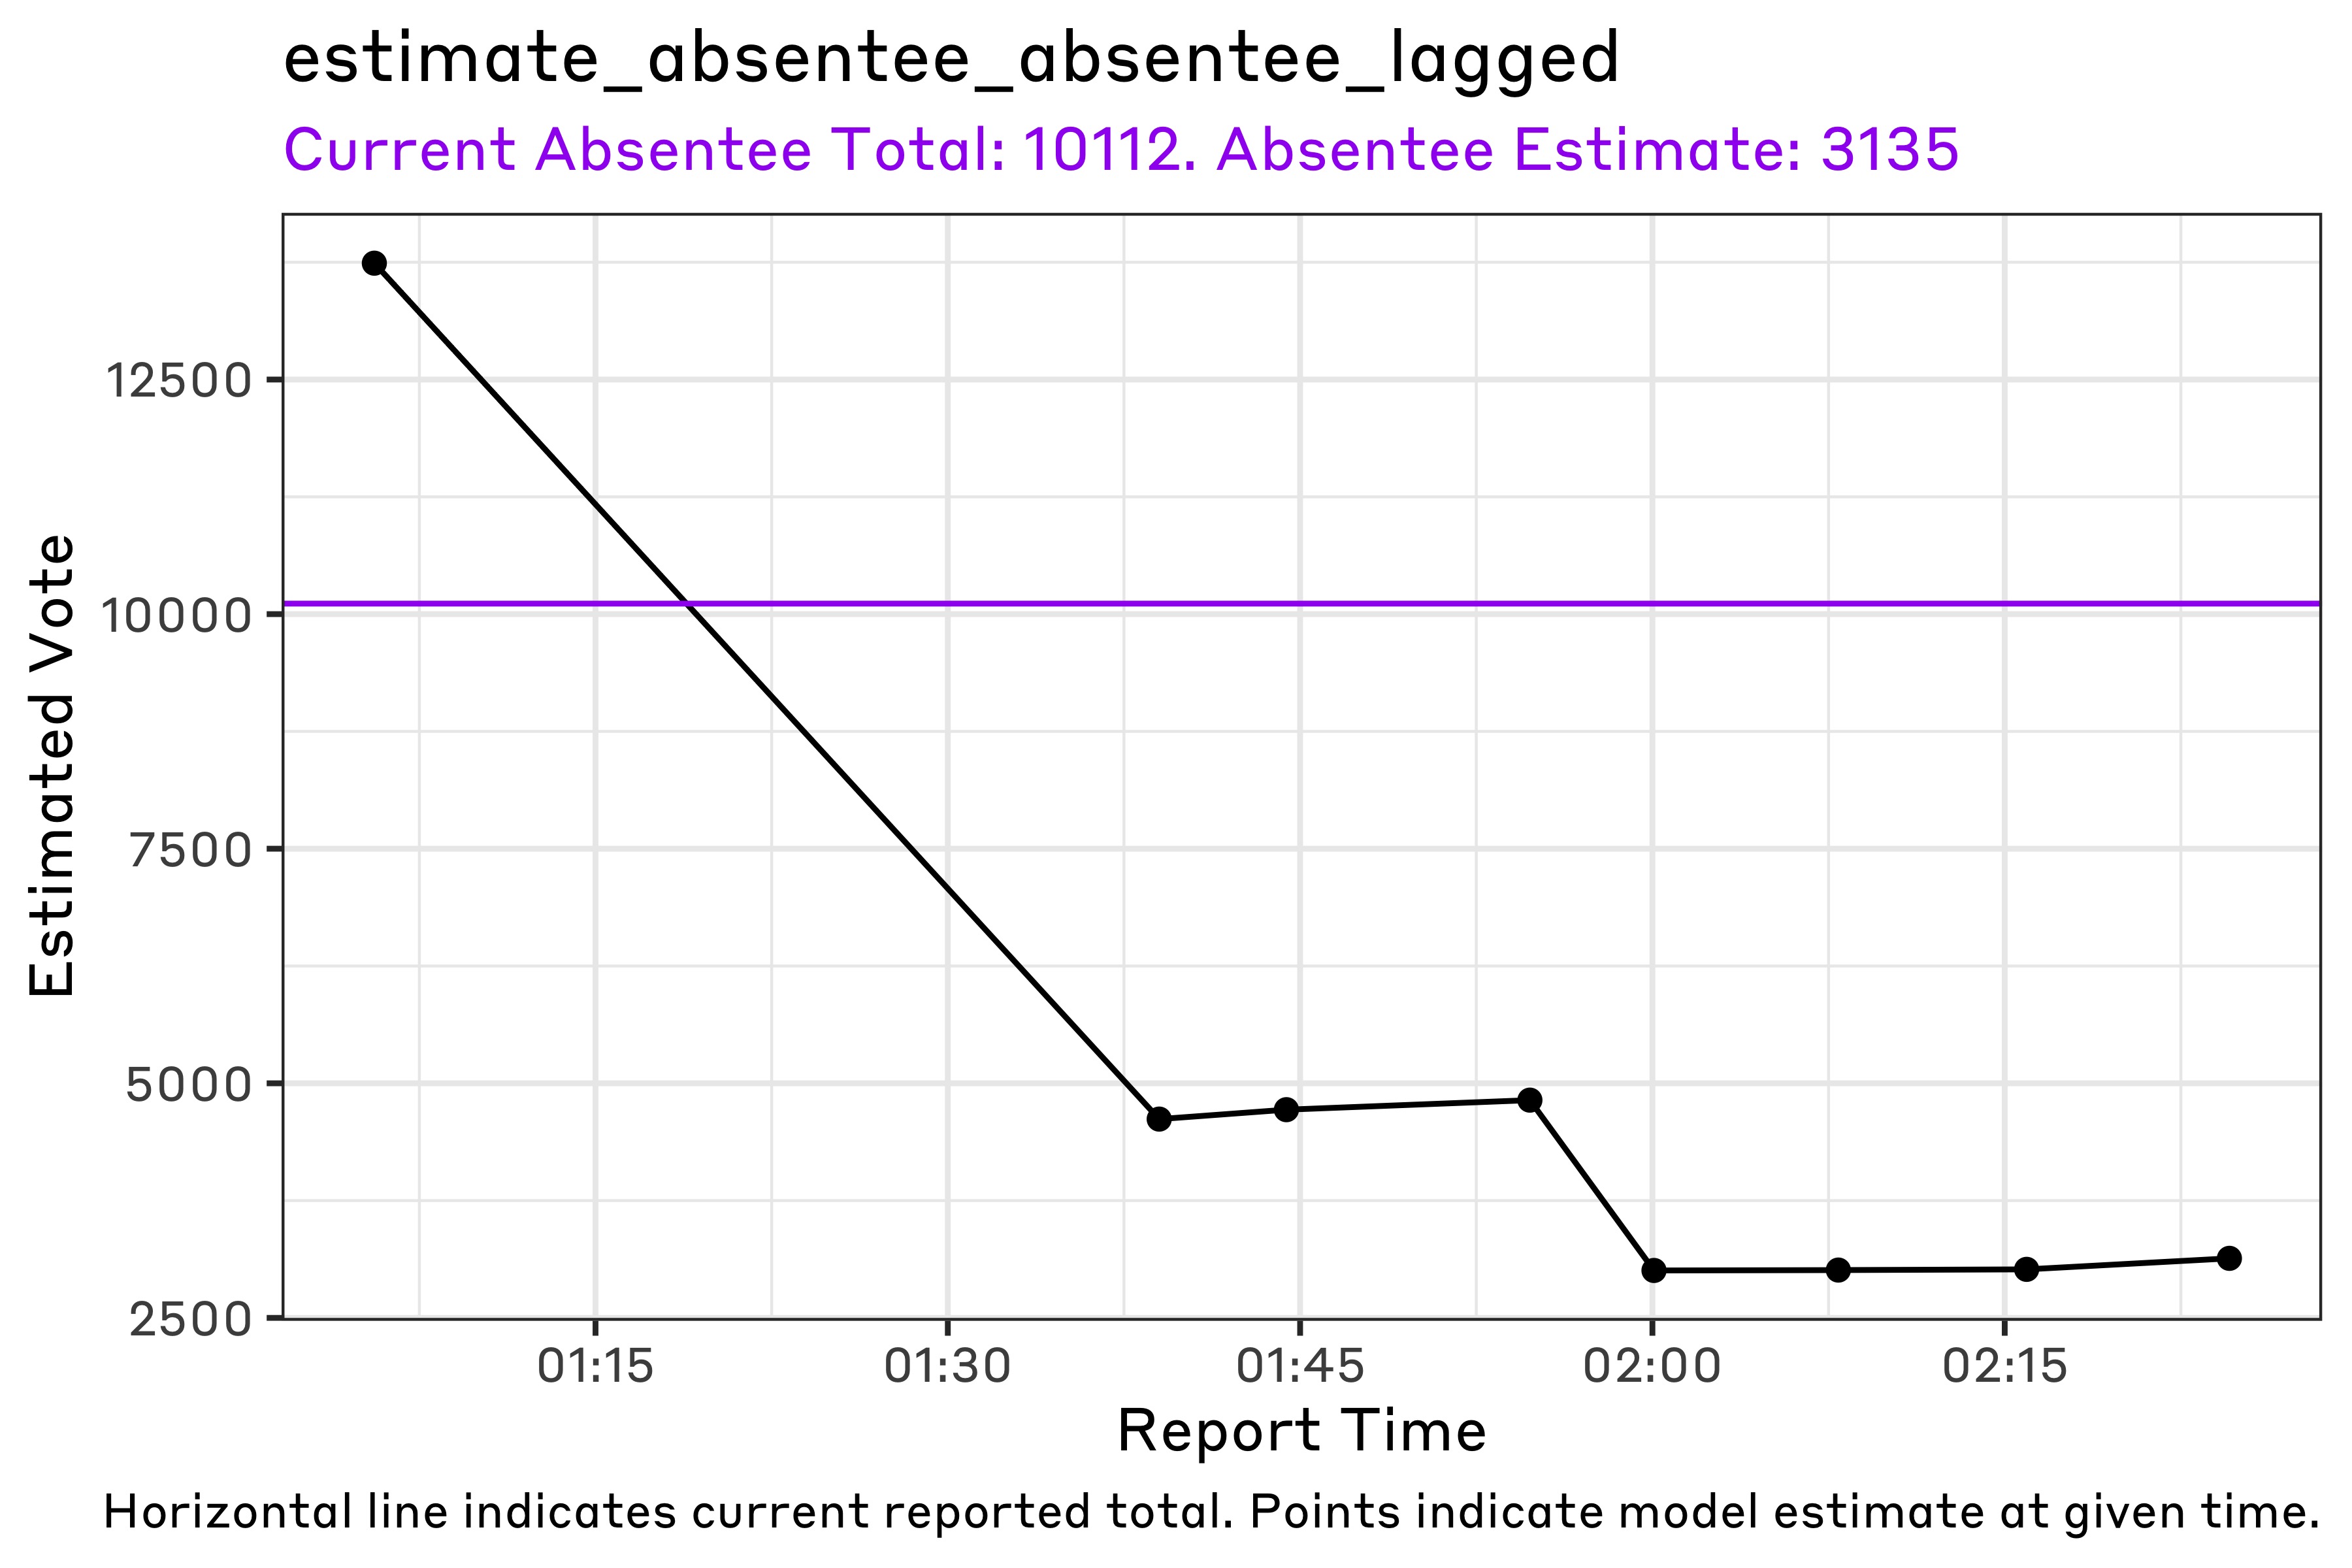 estimate_absentee_absentee_lagged
Current Absentee Total: 10112. Absentee Estimate: 3135
Estimated Vote
12500
10000
7500
5000
2500
01:15 01:30 01:45 02:00 02:15
Report Time
Horizontal line indicates current reported total. Points indicate model estimate at given time.